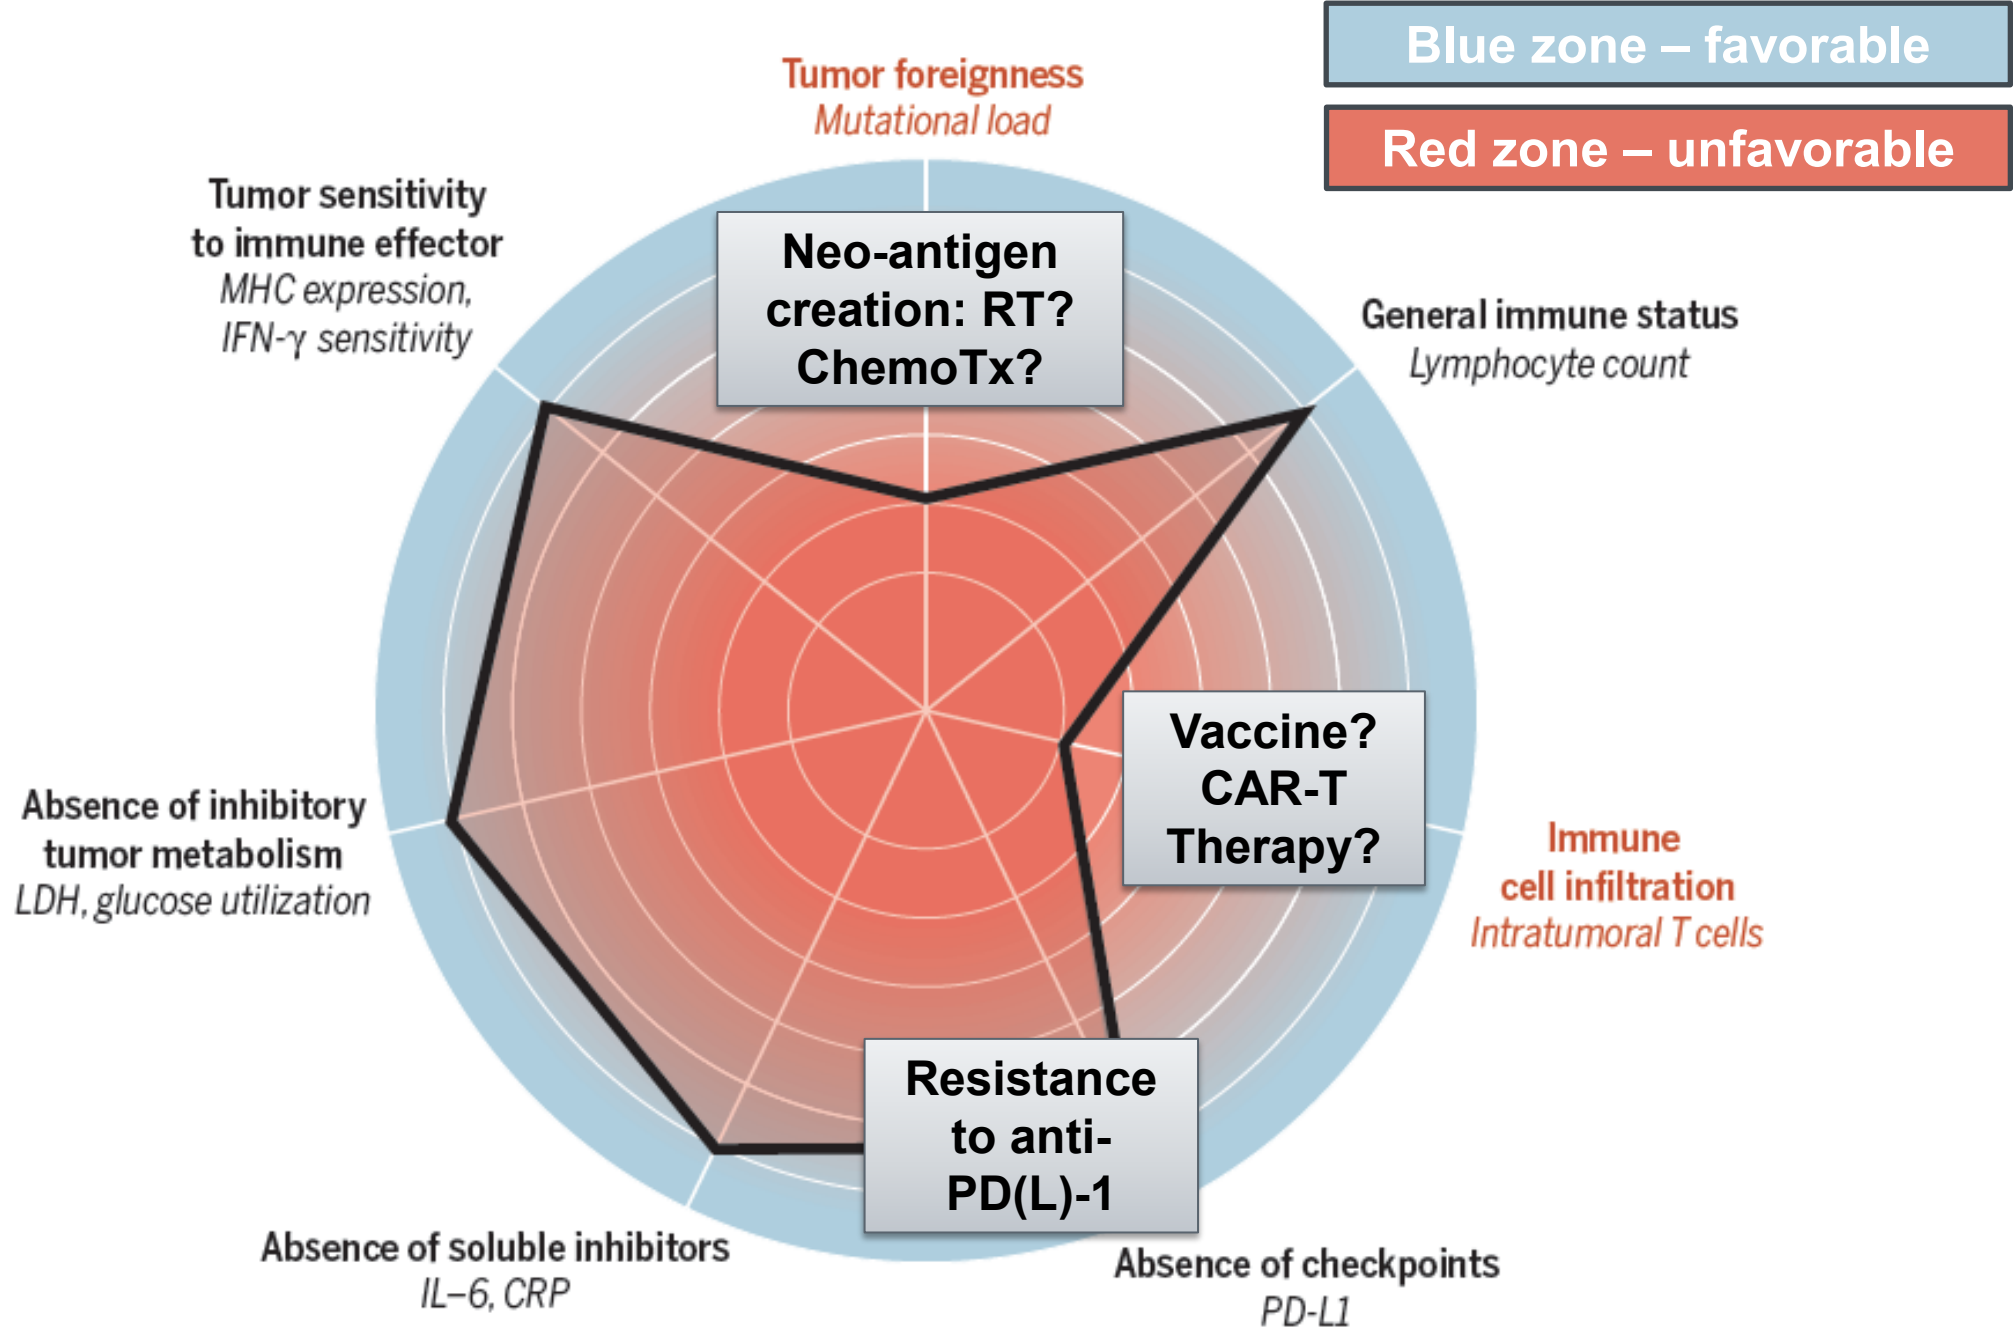 Blue zone – favorable
Red zone – unfavorable
Tumor foreignness
Mutational load
Tumor sensitivity
to immune effector
MHC expression,
IFN-γ sensitivity
Neo-antigen
creation: RT?
ChemoTx?
General immune status
Lymphocyte count
Vaccine?
CAR-T
Therapy?
Immune
cell infiltration
Intratumoral T cells
Absence of inhibitory
tumor metabolism
LDH, glucose utilization
Resistance
to anti-
PD(L)-1
Absence of soluble inhibitors
IL–6, CRP
Absence of checkpoints
PD-L1